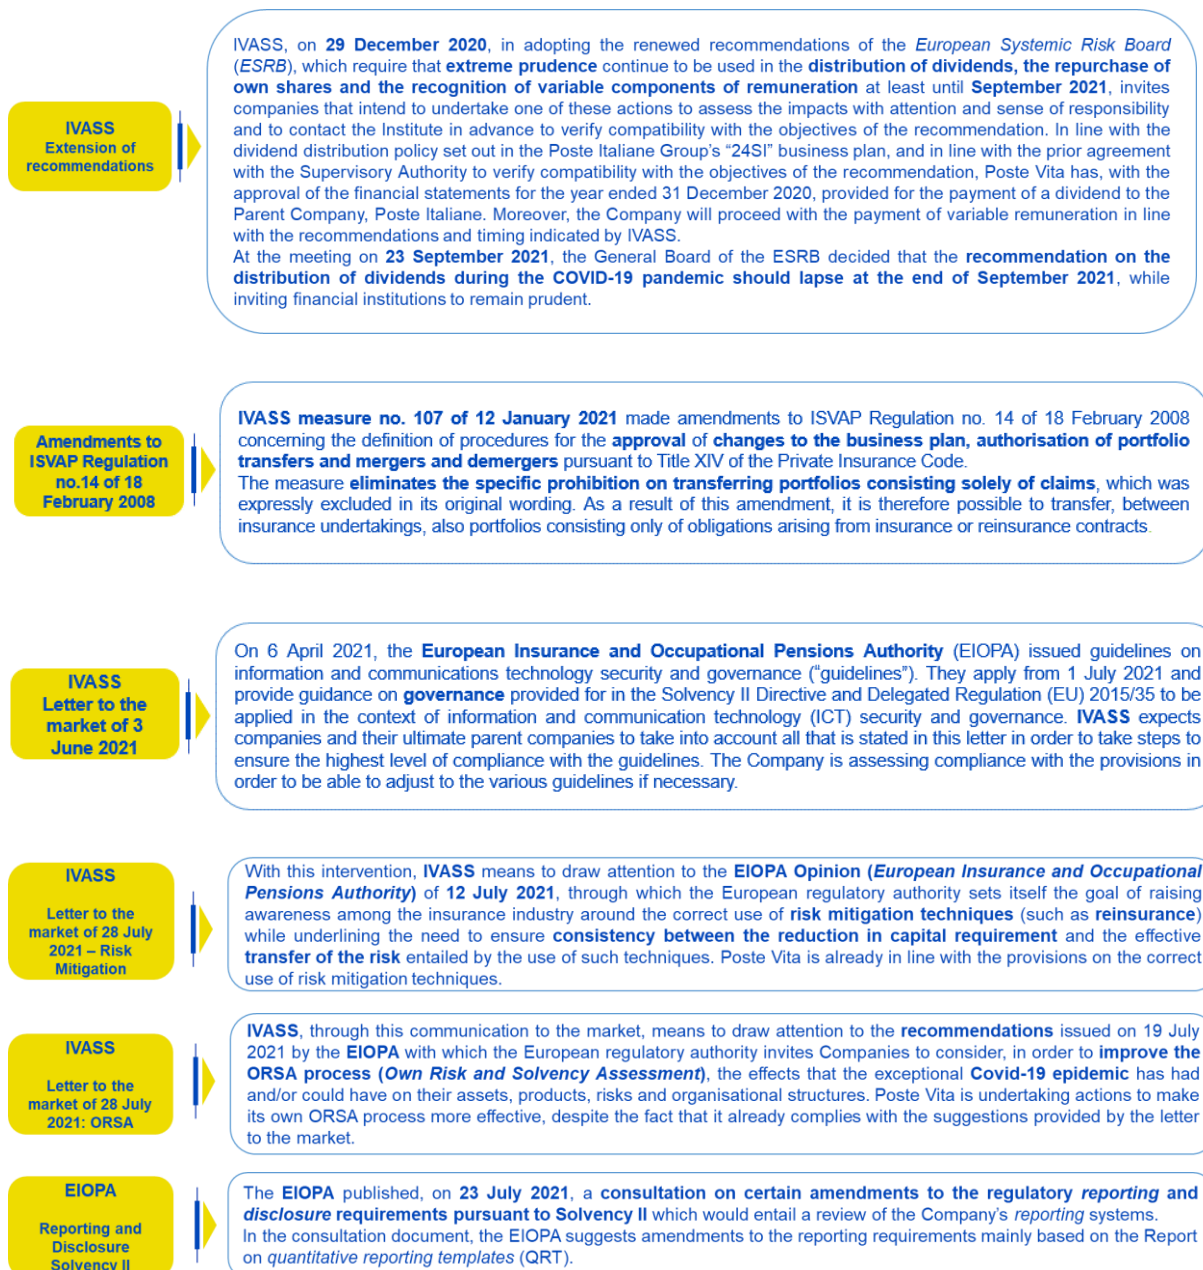 IVASS
Extension of
recommendations
IVASS, on 29 December 2020, in adopting the renewed recommendations of the European Systemic Risk Board
(ESRB), which require that extreme prudence continue to be used in the distribution of dividends, the repurchase of
own shares and the recognition of variable components of remuneration at least until September 2021, invites
companies that intend to undertake one of these actions to assess the impacts with attention and sense of responsibility
and to contact the Institute in advance to verify compatibility with the objectives of the recommendation. In line with the
dividend distribution policy set out in the Poste Italiane Group's “24SI” business plan, and in line with the prior agreement
with the Supervisory Authority to verify compatibility with the objectives of the recommendation, Poste Vita has, with the
approval of the financial statements for the year ended 31 December 2020, provided for the payment of a dividend to the
Parent Company, Poste Italiane. Moreover, the Company will proceed with the payment of variable remuneration in line
with the recommendations and timing indicated by IVASS.
At the meeting on 23 September 2021, the General Board of the ESRB decided that the recommendation on the
distribution of dividends during the COVID-19 pandemic should lapse at the end of September 2021, while
inviting financial institutions to remain prudent.
Amendments to
ISVAP Regulation
no.14 of 18
February 2008
IVASS measure no. 107 of 12 January 2021 made amendments to ISVAP Regulation no. 14 of 18 February 2008
concerning the definition of procedures for the approval of changes to the business plan, authorisation of portfolio
transfers and mergers and demergers pursuant to Title XIV of the Private Insurance Code.
The measure eliminates the specific prohibition on transferring portfolios consisting solely of claims, which was
expressly excluded in its original wording. As a result of this amendment, it is therefore possible to transfer, between
insurance undertakings, also portfolios consisting only of obligations arising from insurance or reinsurance contracts.
IVASS
Letter to the
market of 3
June 2021
On 6 April 2021, the European Insurance and Occupational Pensions Authority (EIOPA) issued guidelines on
information and communications technology security and governance (“guidelines”). They apply from 1 July 2021 and
provide guidance on governance provided for in the Solvency II Directive and Delegated Regulation (EU) 2015/35 to be
applied in the context of information and communication technology (ICT) security and governance. IVASS expects
companies and their ultimate parent companies to take into account all that is stated in this letter in order to take steps to
ensure the highest level of compliance with the guidelines. The Company is assessing compliance with the provisions in
order to be able to adjust to the various guidelines if necessary.
IVASS
Letter to the
market of 28 July
2021 – Risk
Mitigation
With this intervention, IVASS means to draw attention to the EIOPA Opinion (European Insurance and Occupational
Pensions Authority) of 12 July 2021, through which the European regulatory authority sets itself the goal of raising
awareness among the insurance industry around the correct use of risk mitigation techniques (such as reinsurance)
while underlining the need to ensure consistency between the reduction in capital requirement and the effective
transfer of the risk entailed by the use of such techniques. Poste Vita is already in line with the provisions on the correct
use of risk mitigation techniques.
IVASS
Letter to the
market of 28 July
2021: ORSA
IVASS, through this communication to the market, means to draw attention to the recommendations issued on 19 July
2021 by the EIOPA with which the European regulatory authority invites Companies to consider, in order to improve the
ORSA process (Own Risk and Solvency Assessment), the effects that the exceptional Covid-19 epidemic has had
and/or could have on their assets, products, risks and organisational structures. Poste Vita is undertaking actions to make
its own ORSA process more effective, despite the fact that it already complies with the suggestions provided by the letter
to the market.
EIOPA
Reporting and
Disclosure
Solvency II
The EIOPA published, on 23 July 2021, a consultation on certain amendments to the regulatory reporting and
disclosure requirements pursuant to Solvency II which would entail a review of the Company's reporting systems.
In the consultation document, the EIOPA suggests amendments to the reporting requirements mainly based on the Report
on quantitative reporting templates (QRT).